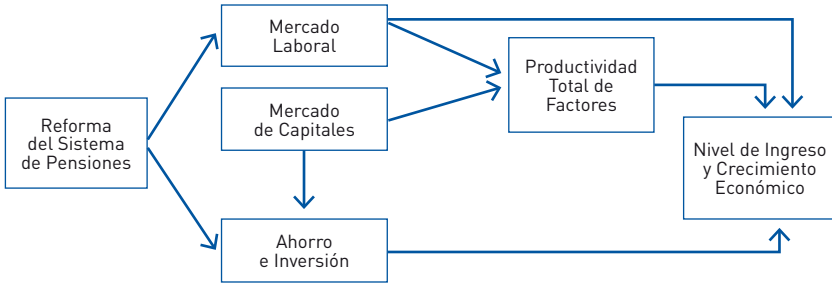 Mercado
Laboral
Productividad
Total de
Factores
Mercado
de Capitales
Reforma
del Sistema
de Pensiones
Nivel de Ingreso
y Crecimiento
Económico
Ahorro
e Inversión